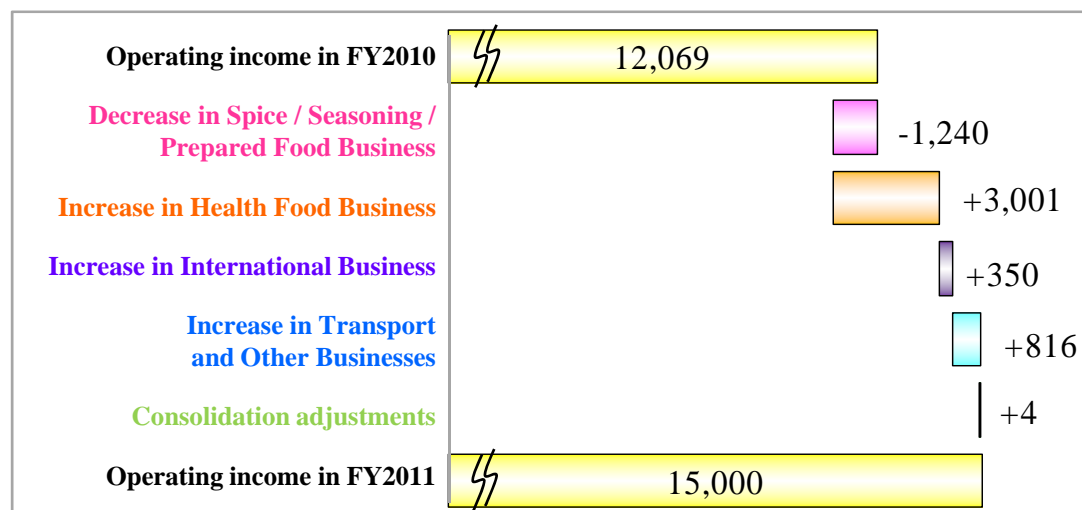 Operating income in FY2010
12,069
Decrease in Spice / Seasoning /
Prepared Food Business
-1,240
Increase in Health Food Business
+3,001
Increase in International Business
+350
Increase in Transport
and Other Businesses
+816
Consolidation adjustments
+4
Operating income in FY2011
15,000